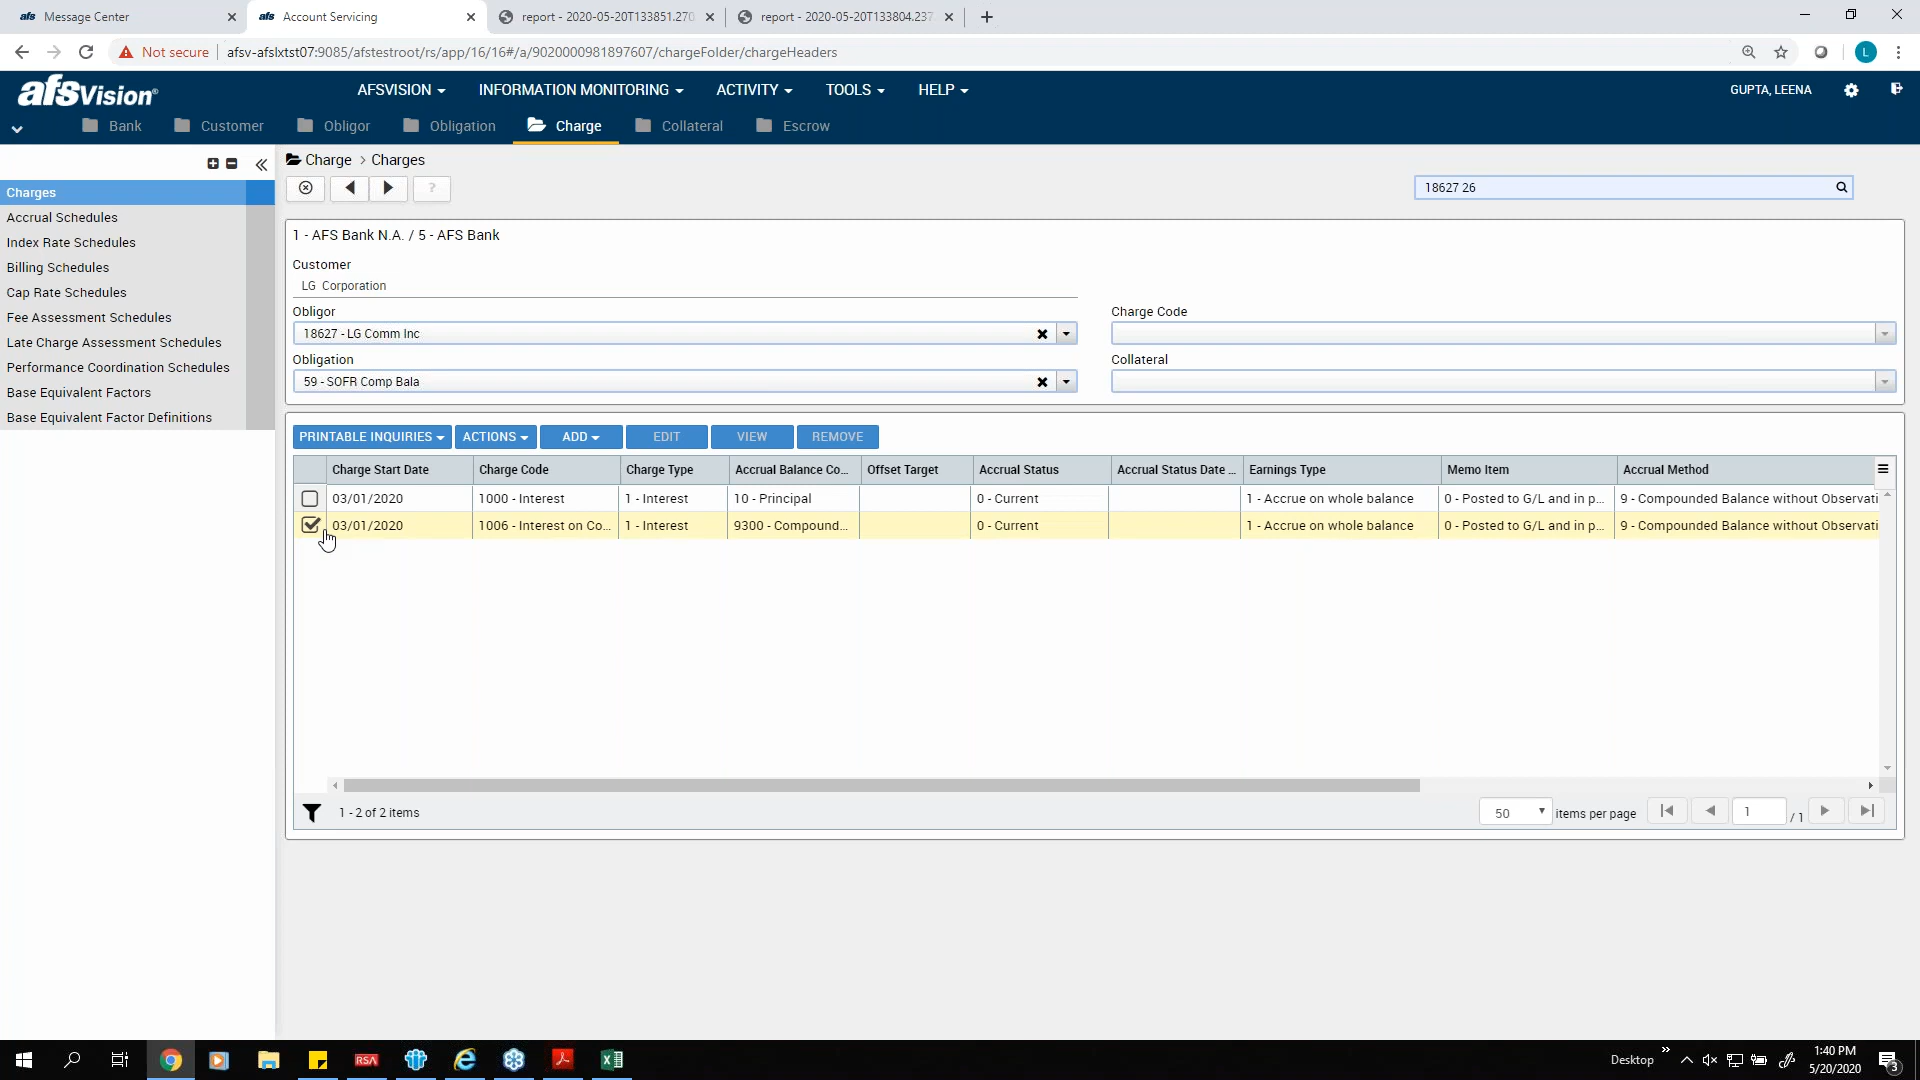 afs Message Center
afs Account Servicing
report - 2020-05-20T133851.270
report - 2020-05-20T133804.237
Not secure
afsv-afslxtst07:9085/afstestroot/rs/app/16/16#/a/9020000981897607/chargeFolder/chargeHeaders
L
afsVision®
AFSVISION
INFORMATION MONITORING
ACTIVITY
TOOLS
HELP
GUPTA, LEENA
Bank
Customer
Obligor
Obligation
Charge
Collateral
Escrow
Charges
Accrual Schedules
Index Rate Schedules
Billing Schedules
Cap Rate Schedules
Fee Assessment Schedules
Late Charge Assessment Schedules
Performance Coordination Schedules
Base Equivalent Factors
Base Equivalent Factor Definitions
Charge > Charges
?
18627 26
1 - AFS Bank N.A. / 5 - AFS Bank
Customer
LG Corporation
Obligor
18627 - LG Comm Inc
Charge Code
Obligation
59 - SOFR Comp Bala
Collateral
PRINTABLE INQUIRIES
ACTIONS
ADD
EDIT
VIEW
REMOVE
Charge Start Date Charge Code Charge Type Accrual Balance Co... Offset Target Accrual Status Accrual Status Date ... Earnings Type Memo Item Accrual Method
03/01/2020 1000 - Interest 1 - Interest 10 - Principal 0 - Current 1 - Accrue on whole balance 0 - Posted to G/L and in p... 9 - Compounded Balance without Observati
03/01/2020 1006 - Interest on Co... 1 - Interest 9300 - Compound... 0 - Current 1 - Accrue on whole balance 0 - Posted to G/L and in p... 9 - Compounded Balance without Observati
1 - 2 of 2 items
50 items per page 1 / 1
RSA
Desktop
1:40 PM
5/20/2020
3